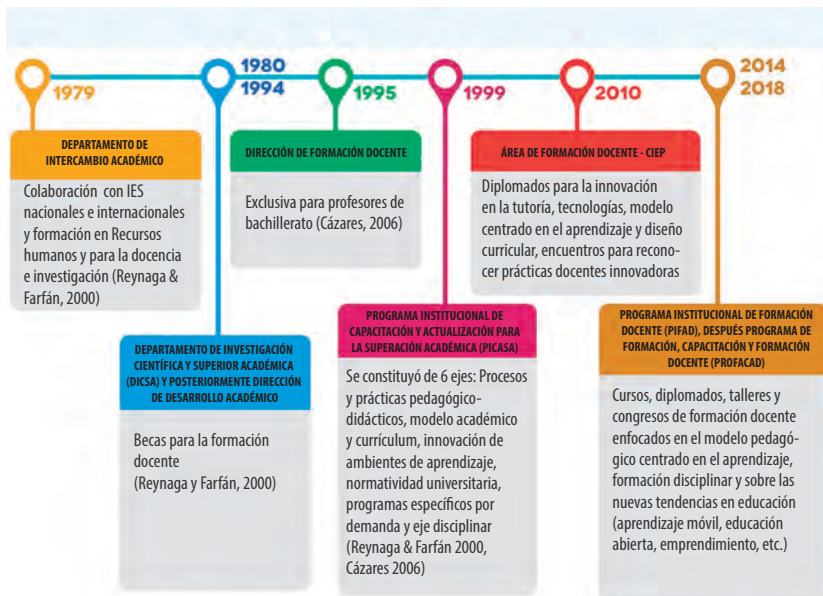 1979
1980
1994
1995
1999
2010
2014
2018
DEPARTAMENTO DE
INTERCAMBIO ACADÉMICO
Colaboración con IES
nacionales e internacionales
y formación en Recursos
humanos y para la docencia
e investigación (Reynaga &
Farfán, 2000)
DEPARTAMENTO DE INVESTIGACIÓN
CIENTÍFICA Y SUPERIOR ACADÉMICA
(DICSA) Y POSTERIORMENTE DIRECCIÓN
DE DESARROLLO ACADÉMICO
Becas para la formación
docente
(Reynaga y Farfán, 2000)
DIRECCIÓN DE FORMACIÓN DOCENTE
Exclusiva para profesores de
bachillerato (Cázares, 2006)
PROGRAMA INSTITUCIONAL DE
CAPACITACIÓN Y ACTUALIZACIÓN PARA
LA SUPERACIÓN ACADÉMICA (PICASA)
Se constituyó de 6 ejes: Procesos
y prácticas pedagógico-
didácticos, modelo académico
y currículum, innovación de
ambientes de aprendizaje,
normatividad universitaria,
programas específicos por
demanda y eje disciplinar
(Reynaga & Farfán 2000,
Cázares 2006)
ÁREA DE FORMACIÓN DOCENTE - CIEP
Diplomados para la innovación
en la tutoría, tecnologías, modelo
centrado en el aprendizaje y diseño
curricular, encuentros para recono-
cer prácticas docentes innovadoras
PROGRAMA INSTITUCIONAL DE FORMACIÓN
DOCENTE (PIFAD), DESPUÉS PROGRAMA DE
FORMACIÓN, CAPACITACIÓN Y FORMACIÓN
DOCENTE (PROFACAD)
Cursos, diplomados, talleres y
congresos de formación docente
enfocados en el modelo pedagó-
gico centrado en el aprendizaje,
formación disciplinar y sobre las
nuevas tendencias en educación
(aprendizaje móvil, educación
abierta, emprendimiento, etc.)